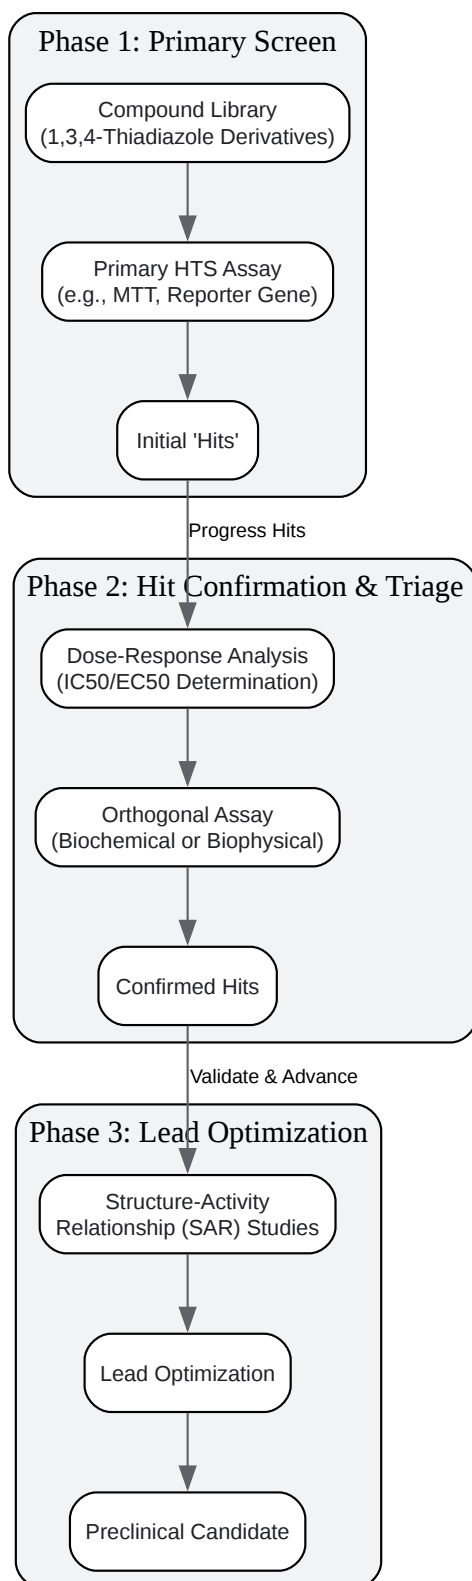 Phase 1: Primary Screen
Compound Library
(1,3,4-Thiadiazole Derivatives)
Primary HTS Assay
(e.g., MTT, Reporter Gene)
Initial 'Hits'
Progress Hits
Phase 2: Hit Confirmation & Triage
Dose-Response Analysis
(IC50/EC50 Determination)
Orthogonal Assay
(Biochemical or Biophysical)
Confirmed Hits
Validate & Advance
Phase 3: Lead Optimization
Structure-Activity
Relationship (SAR) Studies
Lead Optimization
Preclinical Candidate